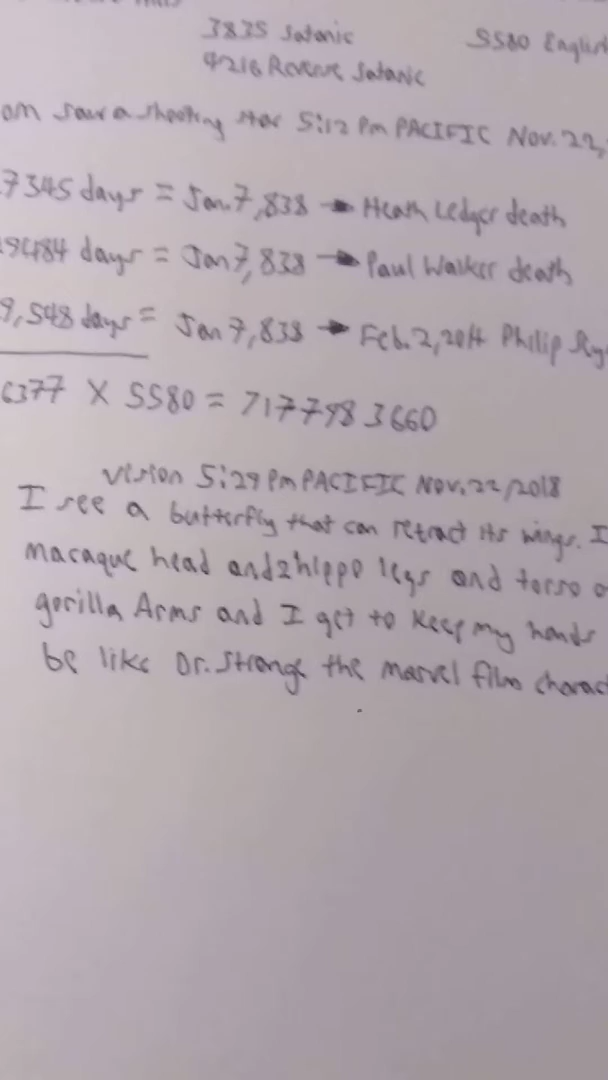 3835 Satanic 5580 English
4216 Reverse Satanic
om saw a shooting star 5:12 Pm PACIFIC Nov. 22,
7345 days = Jan. 7, 838 → Heath Ledger death
9484 days = Jan 7, 838 → Paul Walker death
9,548 days = Jan 7, 838 → Feb. 2, 2014 Philip Sey
6377 X 5580 = 7177983660
vision 5:29 Pm PACIFIC Nov. 22, 2018
I see a butterfly that can retract its wings. I
macaque head and 2 hippo legs and torso o
gorilla Arms and I get to keep my hands
be like Dr. Strange the marvel film charac